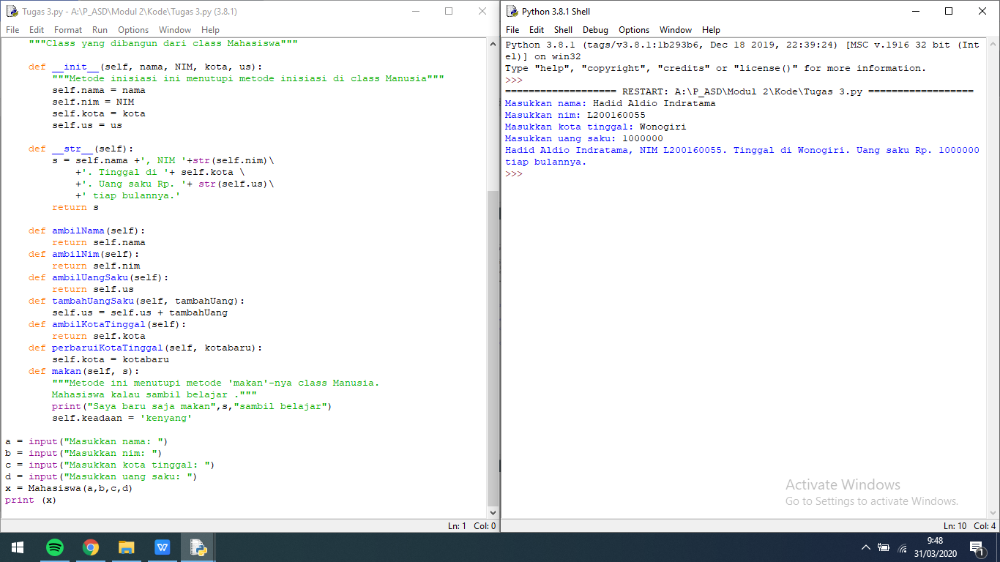 Tugas 3.py - A:\P_ASD\Modul 2\Kode\Tugas 3.py (3.8.1)
File Edit Format Run Options Window Help
"""Class yang dibangun dari class Mahasiswa"""
def __init__(self, nama, NIM, kota, us):
"""Metode inisiasi ini menutupi metode inisiasi di class Manusia"""
self.nama = nama
self.nim = NIM
self.kota = kota
self.us = us
def __str__(self):
s = self.nama +', NIM '+str(self.nim)\
+'. Tinggal di '+ self.kota \
+'. Uang saku Rp. '+ str(self.us)\
+' tiap bulannya.'
return s
def ambilNama(self):
return self.nama
def ambilNim(self):
return self.nim
def ambilUangSaku(self):
return self.us
def tambahUangSaku(self, tambahUang):
self.us = self.us + tambahUang
def ambilKotaTinggal(self):
return self.kota
def perbaruiKotaTinggal(self, kotabaru):
self.kota = kotabaru
def makan(self, s):
"""Metode ini menutupi metode 'makan'-nya class Manusia.
Mahasiswa kalau sambil belajar ."""
print("Saya baru saja makan",s,"sambil belajar")
self.keadaan = 'kenyang'
a = input("Masukkan nama: ")
b = input("Masukkan nim: ")
c = input("Masukkan kota tinggal: ")
d = input("Masukkan uang saku: ")
x = Mahasiswa(a,b,c,d)
print (x)
Ln: 1 Col: 0
Python 3.8.1 Shell
File Edit Shell Debug Options Window Help
Python 3.8.1 (tags/v3.8.1:1b293b6, Dec 18 2019, 22:39:24) [MSC v.1916 32 bit (Int
el)] on win32
Type "help", "copyright", "credits" or "license()" for more information.
>>>
=================== RESTART: A:\P_ASD\Modul 2\Kode\Tugas 3.py ==================
Masukkan nama: Hadid Aldio Indratama
Masukkan nim: L200160055
Masukkan kota tinggal: Wonogiri
Masukkan uang saku: 1000000
Hadid Aldio Indratama, NIM L200160055. Tinggal di Wonogiri. Uang saku Rp. 1000000
tiap bulannya.
>>>
Activate Windows
Go to Settings to activate Windows.
Ln: 10 Col: 4
9:48
31/03/2020
1